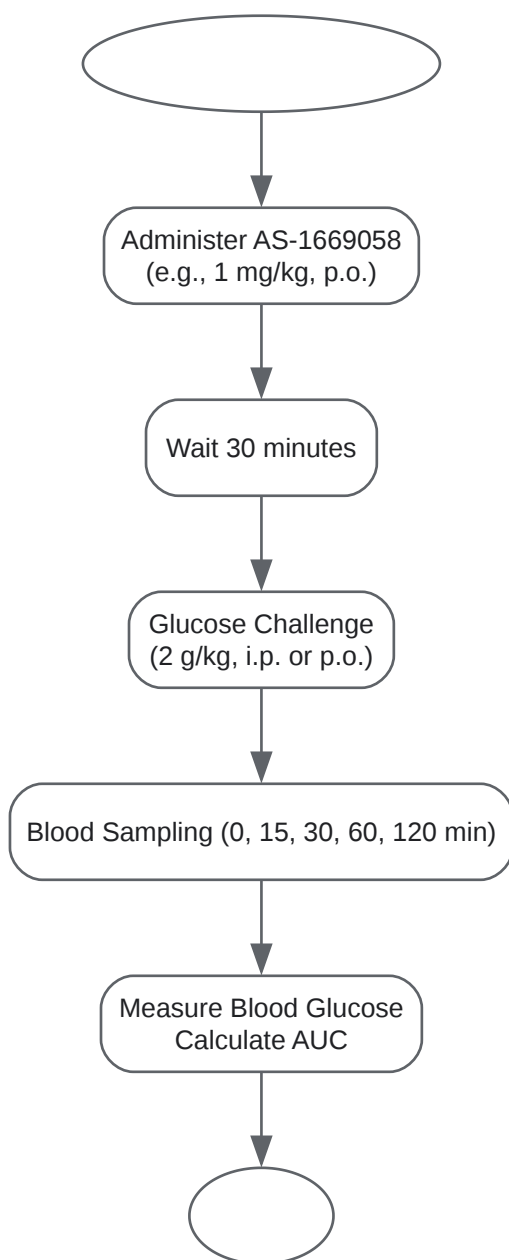 Administer AS-1669058
(e.g., 1 mg/kg, p.o.)
Wait 30 minutes
Glucose Challenge
(2 g/kg, i.p. or p.o.)
Blood Sampling (0, 15, 30, 60, 120 min)
Measure Blood Glucose
Calculate AUC